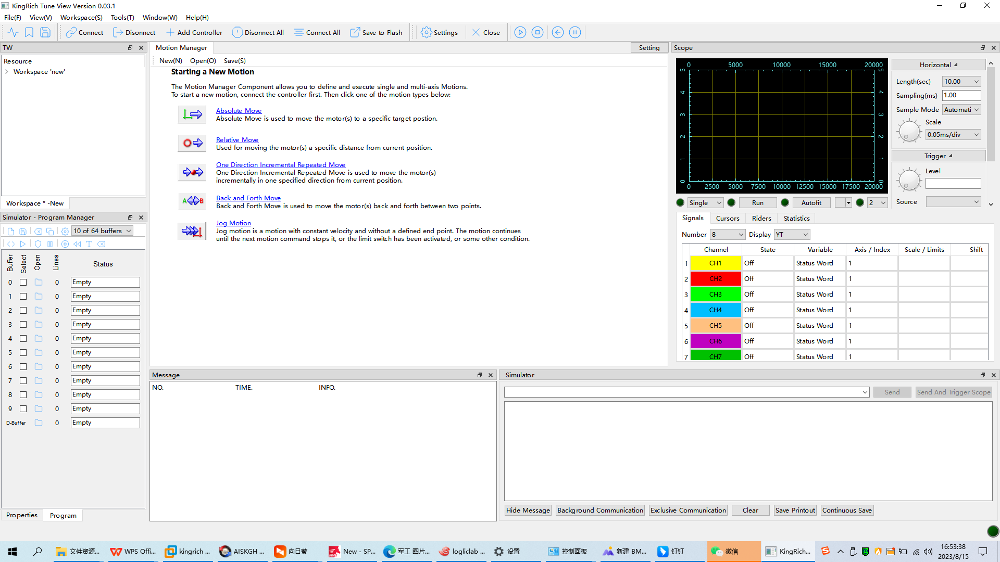 KingRich Tune View Version 0.03.1
File(F) View(V) Workspace(S) Tools(T) Window(W) Help(H)
Connect Disconnect Add Controller Disconnect All Connect All Save to Flash Settings Close
TW
Resource
Workspace 'new'
Workspace * -New
Simulator - Program Manager
10 of 64 buffers
Buffer Select Open Lines Status
0 0 Empty
1 0 Empty
2 0 Empty
3 0 Empty
4 0 Empty
5 0 Empty
6 0 Empty
7 0 Empty
8 0 Empty
9 0 Empty
D-Buffer 0 Empty
Properties Program
Motion Manager Setting
New(N) Open(O) Save(S)
Starting a New Motion
The Motion Manager Component allows you to define and execute single and multi-axis Motions.
To start a new motion, connect the controller first. Then click one of the motion types below:
Absolute Move
Absolute Move is used to move the motor(s) to a specific target postion.
Relative Move
Used for moving the motor(s) a specific distance from current position.
One Direction Incremental Repeated Move
One Direction Incremental Repeated Move is used to move the motor(s)
incrementally in one specified direction from current position.
A B
Back and Forth Move
Back and Forth Move is used to move the motor(s) back and forth between two points.
Jog Motion
Jog motion is a motion with constant velocity and without a defined end point. The motion continues
until the next motion command stops it, or the limit switch has been activated, or some other condition.
Scope
0 5000 10000 15000 20000
5 5
4 4
3 3
2 2
1 1
0 0
0 2500 5000 7500 10000 12500 15000 17500 20000
Horizontal
Length(sec) 10.00
Sampling(ms) 1.00
Sample Mode Automati
Scale
0.05ms/div
Trigger
Level
Source
Single Run Autofit 2
Signals Cursors Riders Statistics
Number 8 Display YT
Channel State Variable Axis / Index Scale / Limits Shift
1 CH1 Off Status Word 1
2 CH2 Off Status Word 1
3 CH3 Off Status Word 1
4 CH4 Off Status Word 1
5 CH5 Off Status Word 1
6 CH6 Off Status Word 1
7 CH7 Off Status Word 1
Message
NO. TIME. INFO.
Simulator
Send Send And Trigger Scope
Hide Message Background Communication Exclusive Communication Clear Save Printout Continuous Save
文件资源... WPS Offi... kingrich ... AISKGH ... 向日葵 New - SP... 军工 图片... logliclab ... 设置 控制面板 新建 BM... 钉钉 微信 KingRich...
16:53:38
2023/8/15